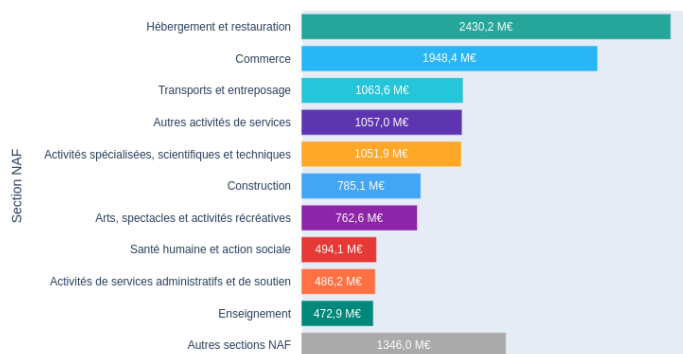 Hébergement et restauration 2430,2 M€
Commerce 1948,4 M€
Transports et entreposage 1063,6 M€
Autres activités de services 1057,0 M€
Activités spécialisées, scientifiques et techniques 1051,9 M€
Section NAF
Construction 785,1 M€
Arts, spectacles et activités récréatives 762,6 M€
Santé humaine et action sociale 494,1 M€
Activités de services administratifs et de soutien 486,2 M€
Enseignement 472,9 M€
Autres sections NAF 1346,0 M€